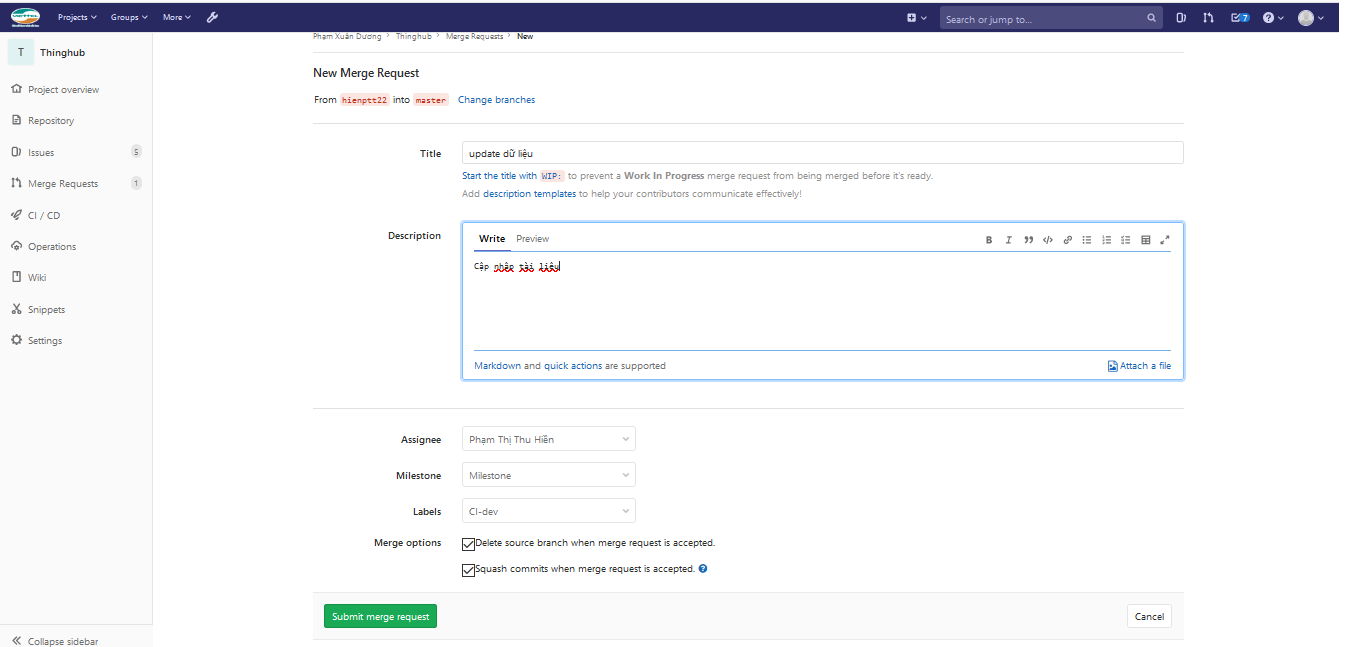 Projects Groups More Search or jump to... 7
Phạm Xuân Dương > Thinghub > Merge Requests > New
T Thinghub
Project overview
Repository
Issues 5
Merge Requests 1
CI / CD
Operations
Wiki
Snippets
Settings
Collapse sidebar
New Merge Request
From hienptt22 into master Change branches
Title update dữ liệu
Start the title with WIP: to prevent a Work In Progress merge request from being merged before it's ready.
Add description templates to help your contributors communicate effectively!
Description Write Preview
Cập nhập tài liệu
Markdown and quick actions are supported Attach a file
Assignee Phạm Thị Thu Hiền
Milestone Milestone
Labels CI-dev
Merge options Delete source branch when merge request is accepted.
Squash commits when merge request is accepted.
Submit merge request Cancel